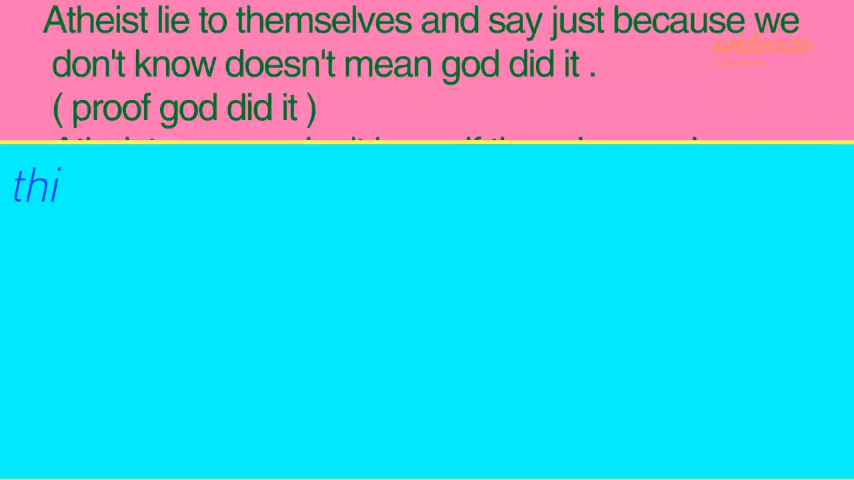 Atheist lie to themselves and say just because we
don't know doesn't mean god did it .
( proof god did it )
thi